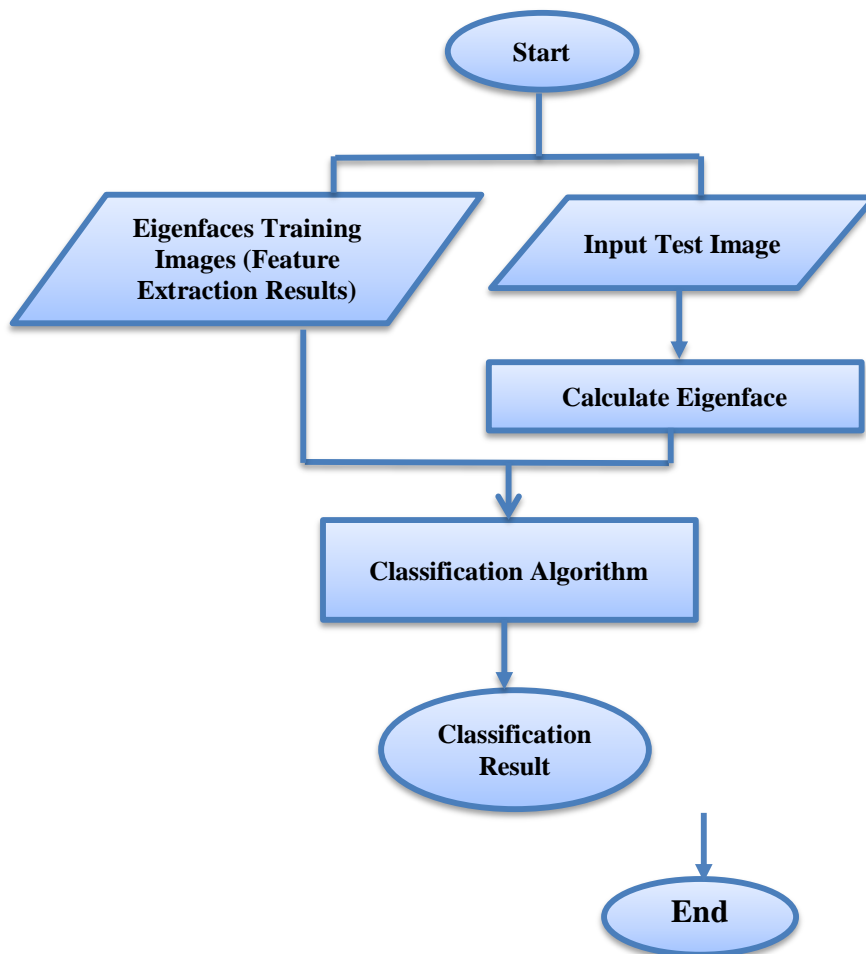 Start
Eigenfaces Training
Images (Feature
Extraction Results)
Input Test Image
Calculate Eigenface
Classification Algorithm
Classification
Result
End